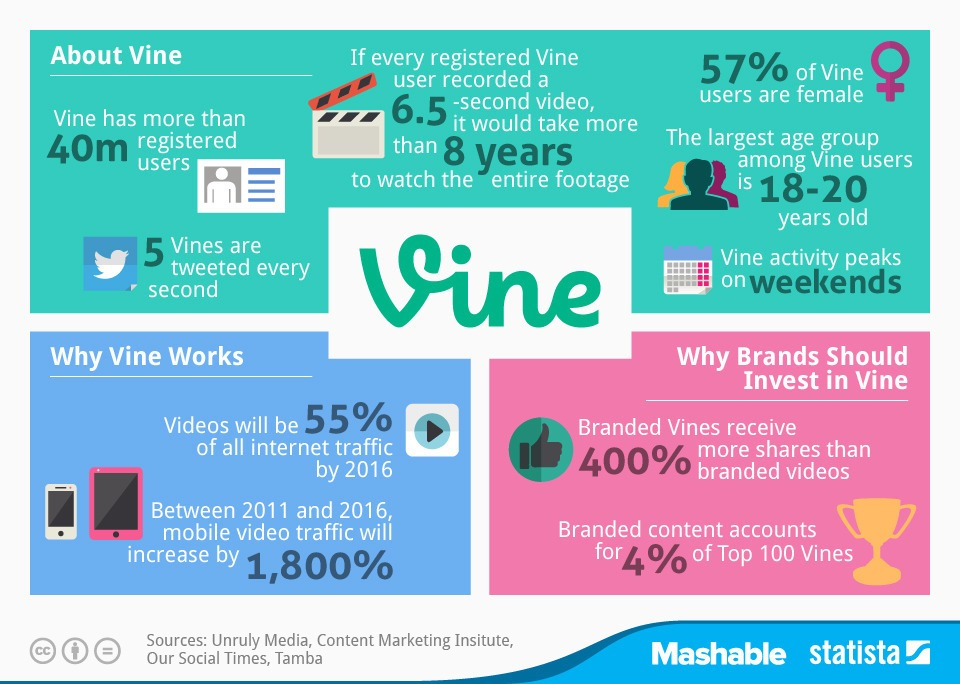 About Vine
Vine has more than
40m registered
users
5 Vines are
tweeted every
second
If every registered Vine
user recorded a
6.5 -second video,
it would take more
than 8 years
to watch the entire footage
57% of Vine
users are female
The largest age group
among Vine users
is 18-20
years old
Vine activity peaks
on weekends
Vine
Why Vine Works
Videos will be 55%
of all internet traffic
by 2016
Between 2011 and 2016,
mobile video traffic will
increase by 1,800%
Why Brands Should
Invest in Vine
Branded Vines receive
400% more shares than
branded videos
Branded content accounts
for 4% of Top 100 Vines
cc
Sources: Unruly Media, Content Marketing Insitute,
Our Social Times, Tamba
Mashable statista